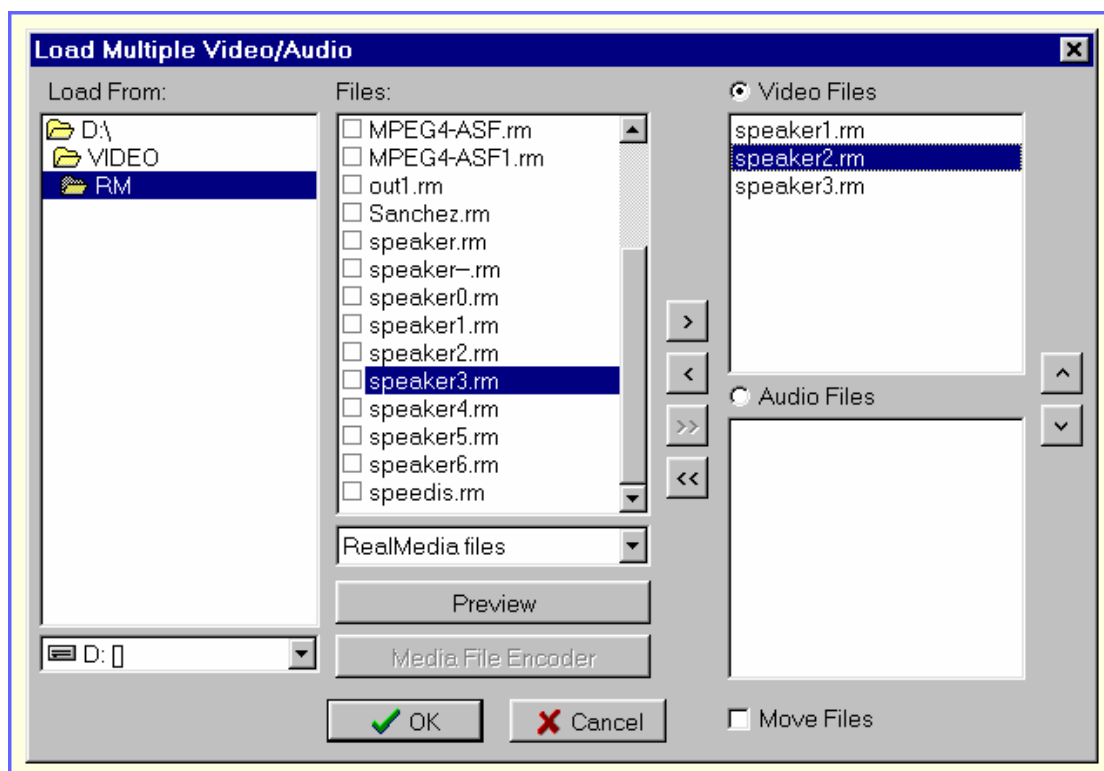 Load Multiple Video/Audio
Load From:
D:\
VIDEO
RM
D: []
Files:
MPEG4-ASF.rm
MPEG4-ASF1.rm
out1.rm
Sanchez.rm
speaker.rm
speaker–.rm
speaker0.rm
speaker1.rm
speaker2.rm
speaker3.rm
speaker4.rm
speaker5.rm
speaker6.rm
speedis.rm
RealMedia files
Preview
Media File Encoder
>
<
>>
<<
Video Files
speaker1.rm
speaker2.rm
speaker3.rm
Audio Files
Move Files
OK
Cancel